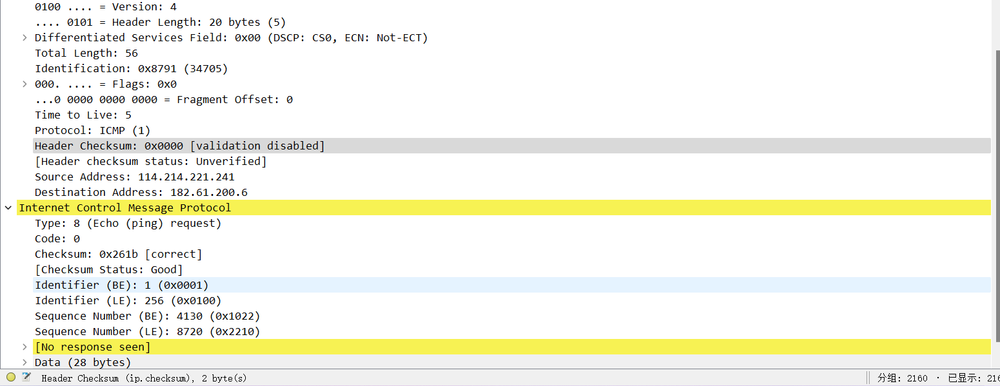 0100 .... = Version: 4
.... 0101 = Header Length: 20 bytes (5)
Differentiated Services Field: 0x00 (DSCP: CS0, ECN: Not-ECT)
Total Length: 56
Identification: 0x8791 (34705)
000. .... = Flags: 0x0
...0 0000 0000 0000 = Fragment Offset: 0
Time to Live: 5
Protocol: ICMP (1)
Header Checksum: 0x0000 [validation disabled]
[Header checksum status: Unverified]
Source Address: 114.214.221.241
Destination Address: 182.61.200.6
Internet Control Message Protocol
Type: 8 (Echo (ping) request)
Code: 0
Checksum: 0x261b [correct]
[Checksum Status: Good]
Identifier (BE): 1 (0x0001)
Identifier (LE): 256 (0x0100)
Sequence Number (BE): 4130 (0x1022)
Sequence Number (LE): 8720 (0x2210)
[No response seen]
Data (28 bytes)
Header Checksum (ip.checksum), 2 byte(s) 分组: 2160 · 已显示: